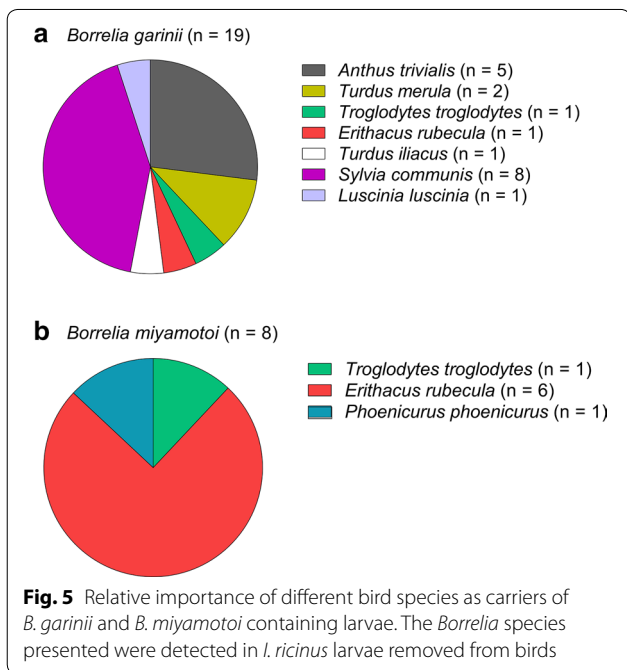 a Borrelia garinii (n = 19)
Anthus trivialis (n = 5)
Turdus merula (n = 2)
Troglodytes troglodytes (n = 1)
Erithacus rubecula (n = 1)
Turdus iliacus (n = 1)
Sylvia communis (n = 8)
Luscinia luscinia (n = 1)
b Borrelia miyamotoi (n = 8)
Troglodytes troglodytes (n = 1)
Erithacus rubecula (n = 6)
Phoenicurus phoenicurus (n = 1)
Fig. 5 Relative importance of different bird species as carriers of
B. garinii and B. miyamotoi containing larvae. The Borrelia species
presented were detected in I. ricinus larvae removed from birds